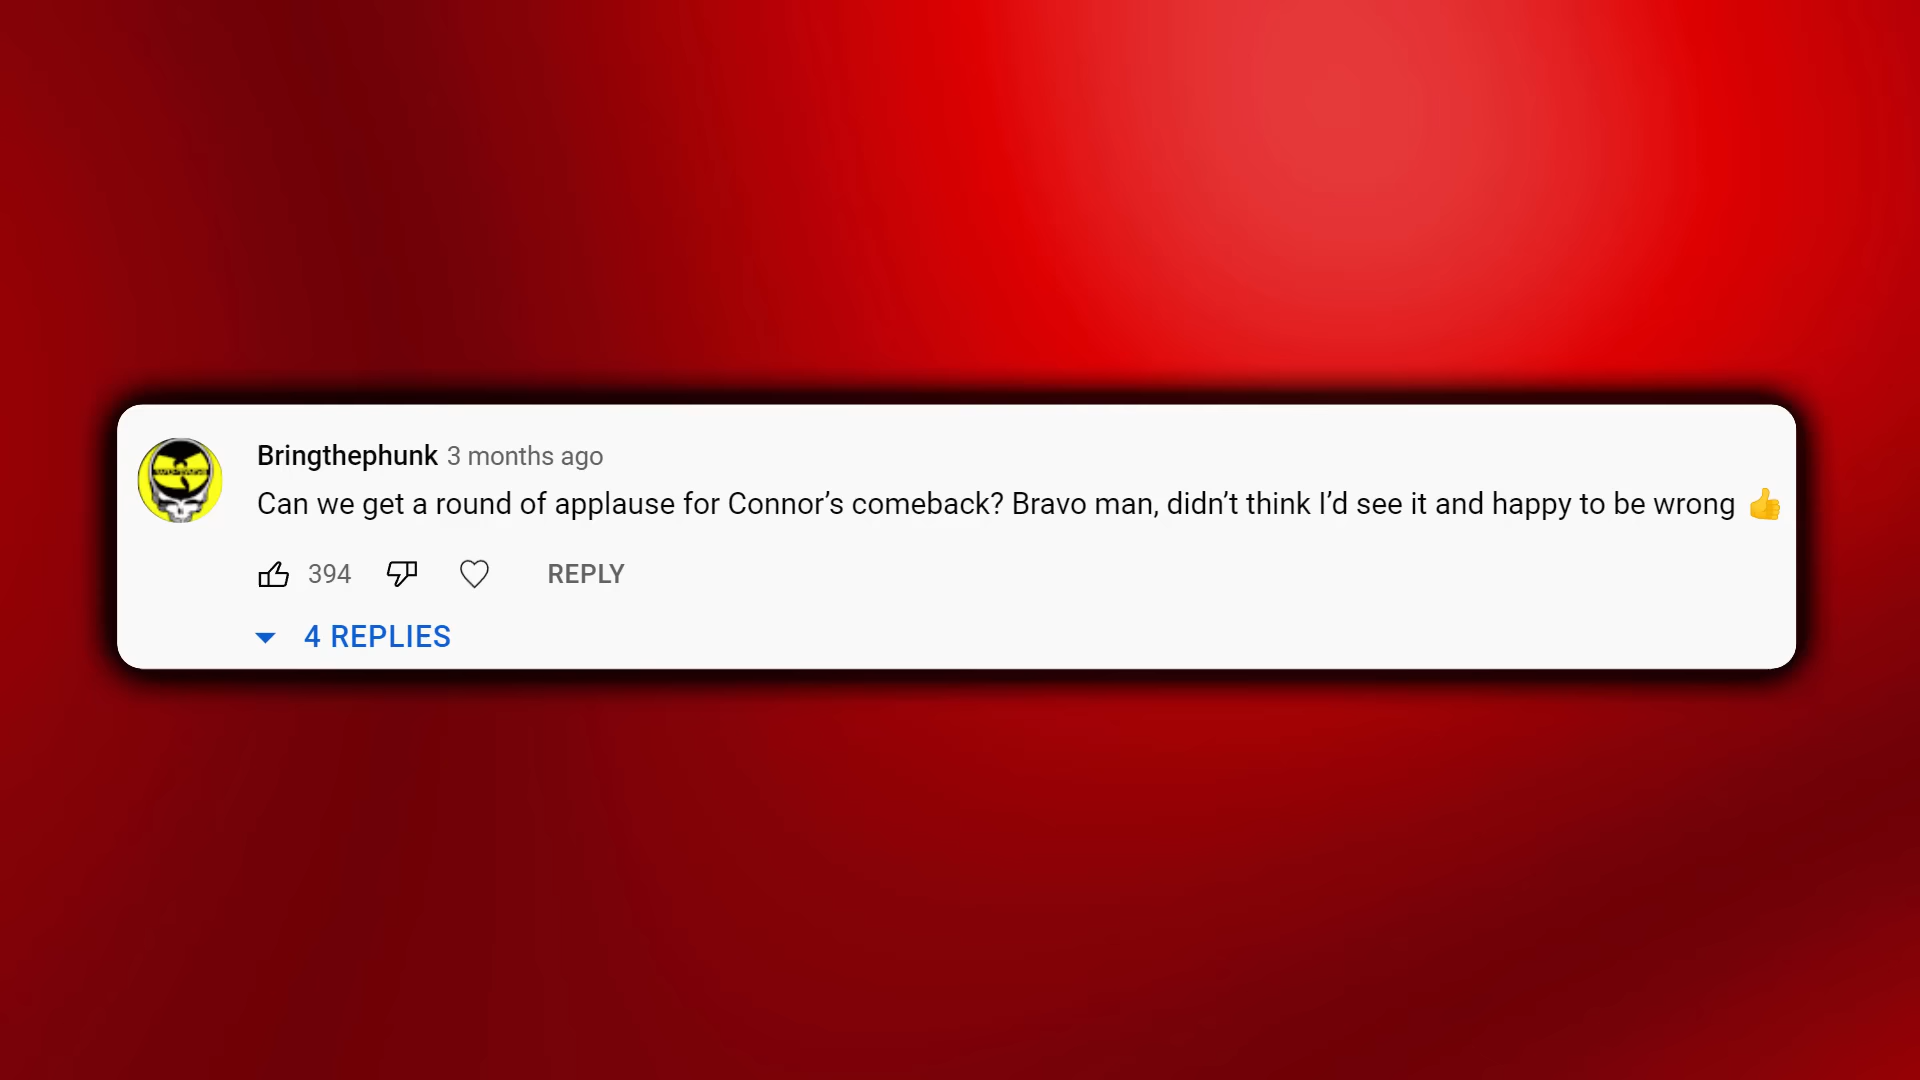 Bringthephunk 3 months ago
Can we get a round of applause for Connor’s comeback? Bravo man, didn’t think I’d see it and happy to be wrong 👍
394 REPLY
4 REPLIES